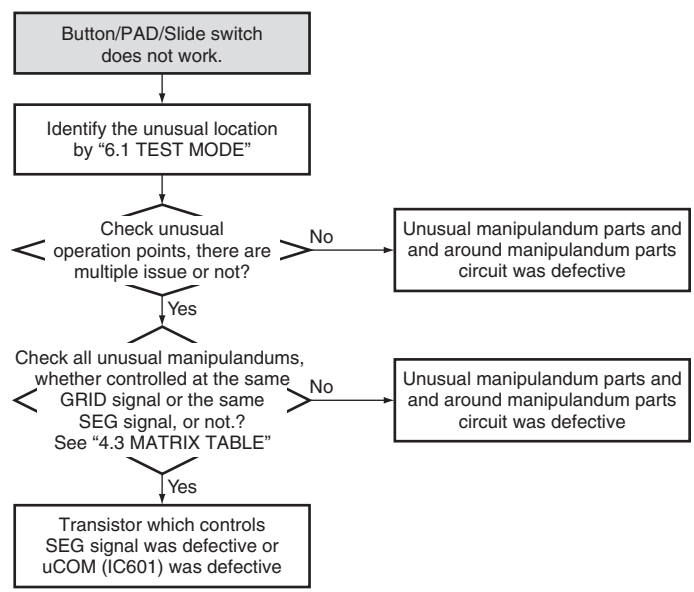 Button/PAD/Slide switch
does not work.
Identify the unusual location
by “6.1 TEST MODE”
Check unusual
operation points, there are
multiple issue or not?
No
Unusual manipulandum parts and
and around manipulandum parts
circuit was defective
Yes
Check all unusual manipulandums,
whether controlled at the same
GRID signal or the same
SEG signal, or not.?
See “4.3 MATRIX TABLE”
No
Unusual manipulandum parts and
and around manipulandum parts
circuit was defective
Yes
Transistor which controls
SEG signal was defective or
uCOM (IC601) was defective